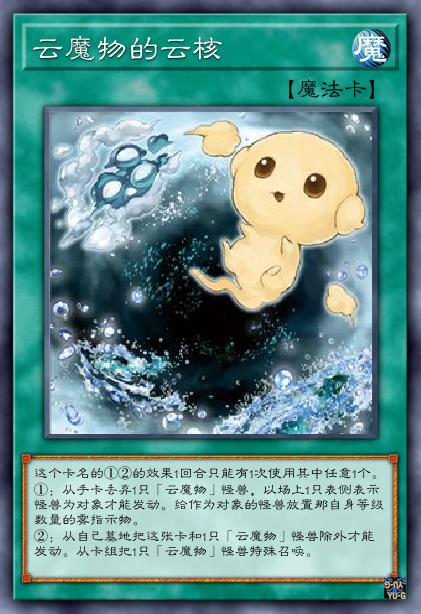 云魔物的云核
魔
【魔法卡】
这个卡名的①②的效果1回合只能有1次使用其中任意1个。
①：从手卡丢弃1只「云魔物」怪兽，以场上1只表侧表示
怪兽为对象才能发动。给作为对象的怪兽放置那自身等级
数量的雾指示物。
②：从自己墓地把这张卡和1只「云魔物」怪兽除外才能
发动。从卡组把1只「云魔物」怪兽特殊召唤。